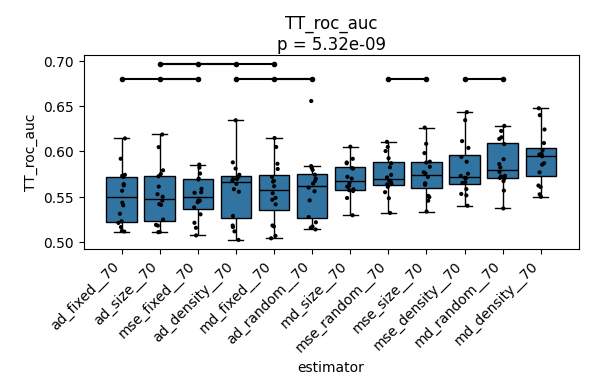 TT_roc_auc
p = 5.32e-09
0.70
0.65
0.60
0.55
0.50
TT_roc_auc
ad_fixed__70
ad_size__70
mse_fixed__70
ad_density__70
md_fixed__70
ad_random__70
md_size__70
mse_random__70
mse_size__70
mse_density__70
md_random__70
md_density__70
estimator